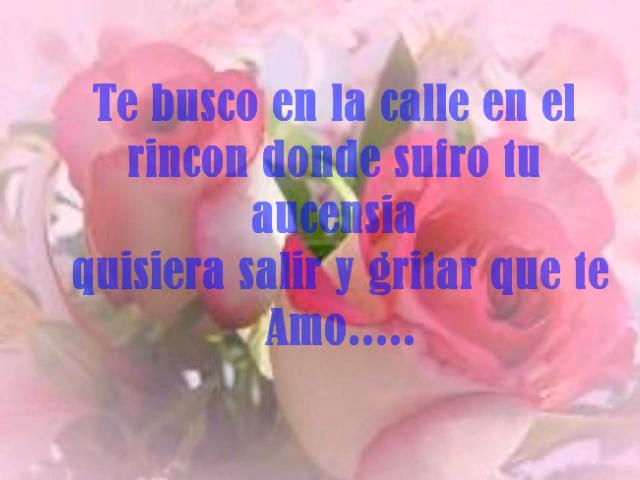 Te busco en la calle en el
rincon donde sufro tu
aucensia
quisiera salir y gritar que te
Amo.....